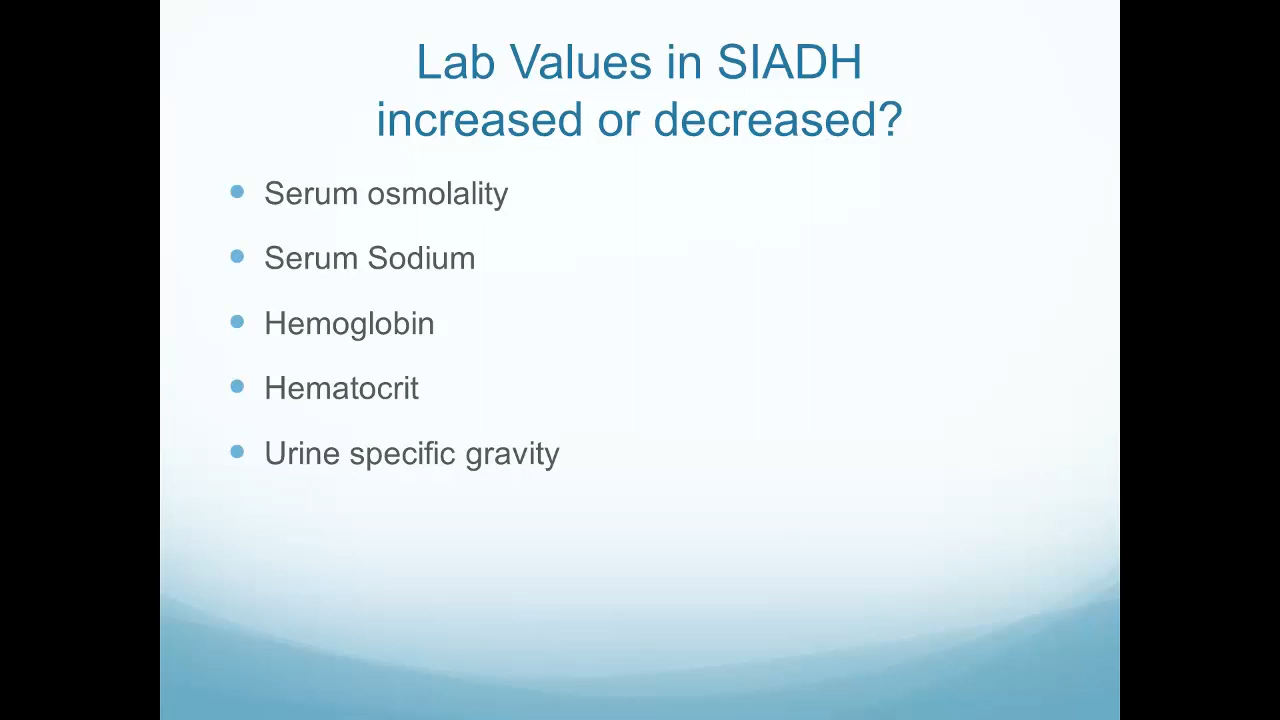 Lab Values in SIADH
increased or decreased?
Serum osmolality
Serum Sodium
Hemoglobin
Hematocrit
Urine specific gravity